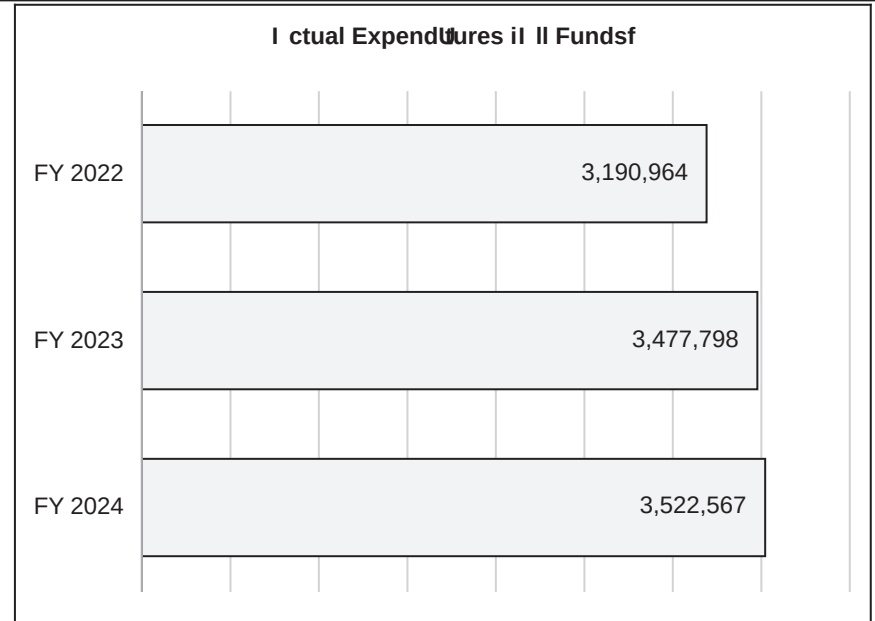 I ctual Expenditures iI ll Fundsf
FY 2022
3,190,964
FY 2023
3,477,798
FY 2024
3,522,567